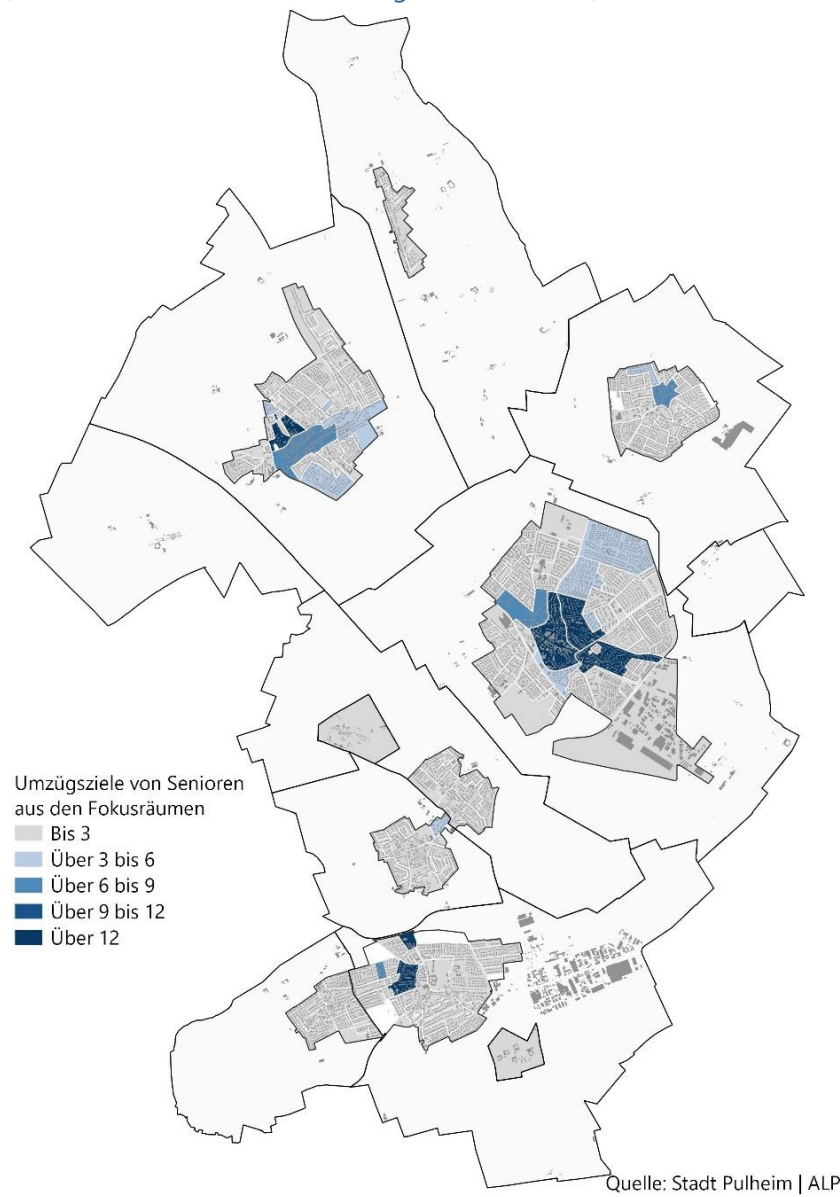 Umzügsziele von Senioren
aus den Fokusräumen
Bis 3
Über 3 bis 6
Über 6 bis 9
Über 9 bis 12
Über 12
Quelle: Stadt Pulheim | ALP